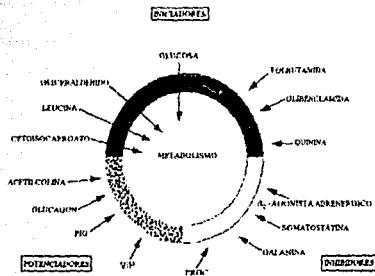 INICIADORES
GLUCOSA
GLICERALDEHIDO
TOLBUTAMIDA
LEUCINA
GLIBENCLAMIDA
CETOISOCAPROATO
METABOLISMO
QUININA
ACETILCOLINA
GLUCAGON
α₂-AGONISTA ADRENERGICO
PIG
SOMATOSTATINA
VIP
GALANINA
POTENCIADORES
INHIBIDORES